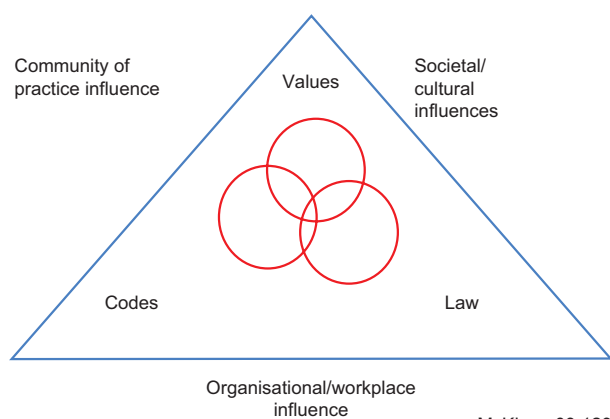 Community of
practice influence
Values
Societal/
cultural
influences
Codes
Law
Organisational/workplace
influence